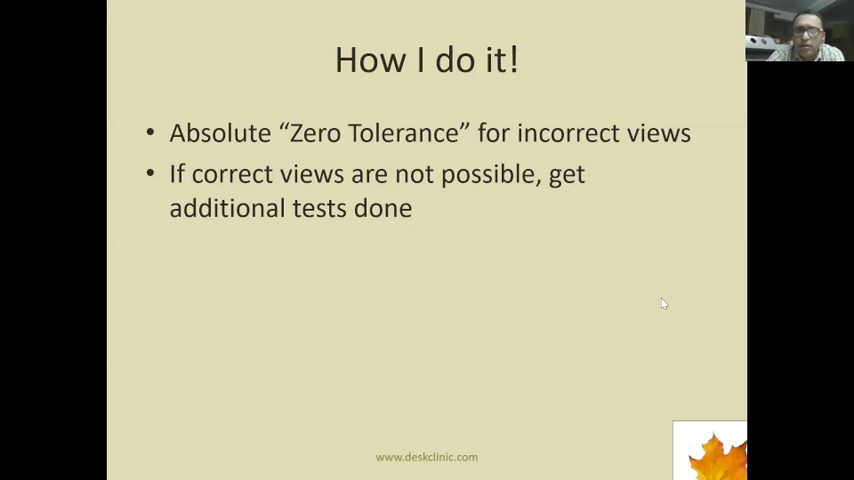 How I do it!
• Absolute “Zero Tolerance” for incorrect views
• If correct views are not possible, get
additional tests done
www.deskclinic.com